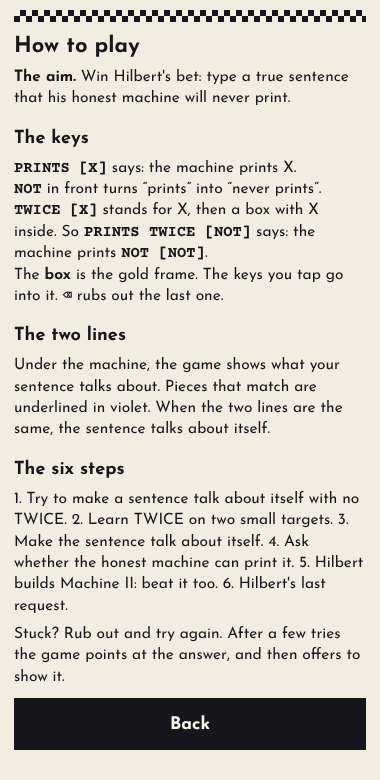 How to play
The aim. Win Hilbert's bet: type a true sentence
that his honest machine will never print.
The keys
PRINTS [X] says: the machine prints X.
NOT in front turns “prints” into “never prints”.
TWICE [X] stands for X, then a box with X
inside. So PRINTS TWICE [NOT] says: the
machine prints NOT [NOT].
The box is the gold frame. The keys you tap go
into it. ⌫ rubs out the last one.
The two lines
Under the machine, the game shows what your
sentence talks about. Pieces that match are
underlined in violet. When the two lines are the
same, the sentence talks about itself.
The six steps
1. Try to make a sentence talk about itself with no
TWICE. 2. Learn TWICE on two small targets. 3.
Make the sentence talk about itself. 4. Ask
whether the honest machine can print it. 5. Hilbert
builds Machine II: beat it too. 6. Hilbert's last
request.
Stuck? Rub out and try again. After a few tries
the game points at the answer, and then offers to
show it.
Back